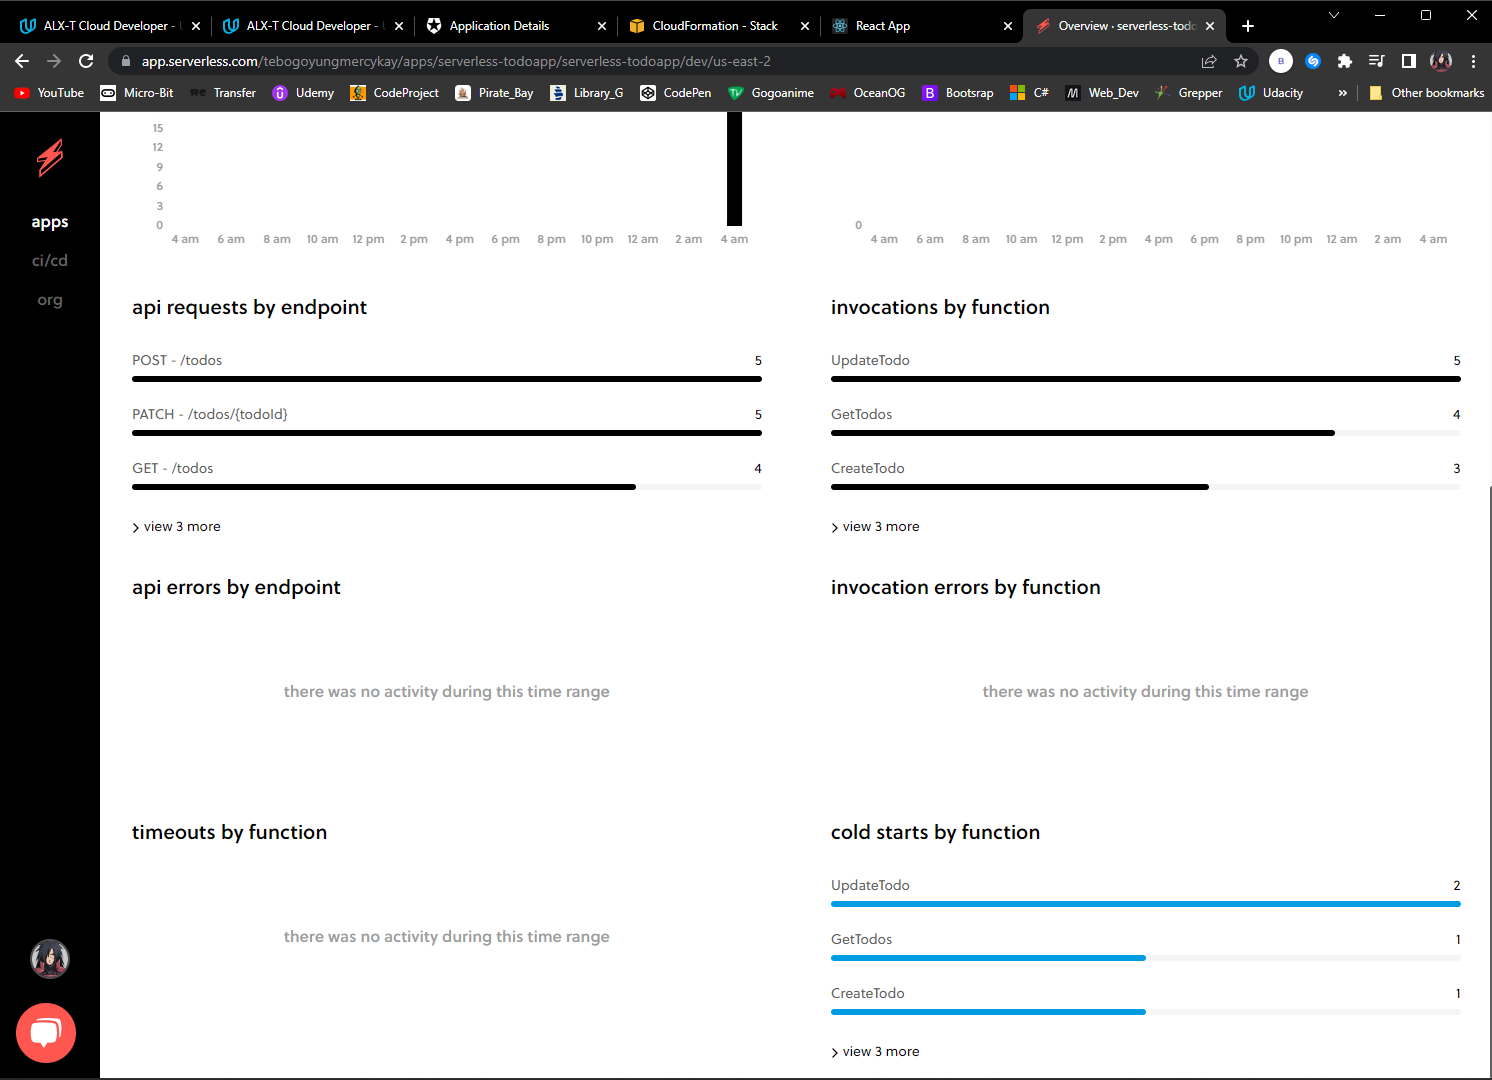 ALX-T Cloud Developer -
ALX-T Cloud Developer -
Application Details
CloudFormation - Stack
React App
Overview · serverless-todo
app.serverless.com/tebogoyungmercykay/apps/serverless-todoapp/serverless-todoapp/dev/us-east-2
B
YouTube
Micro-Bit
we
Transfer
Udemy
CodeProject
Pirate_Bay
Library_G
CodePen
TV
Gogoanime
OceanOG
B
Bootsrap
C#
Web_Dev
Grepper
Udacity
»
Other bookmarks
apps
ci/cd
org
15
12
9
6
3
0
4 am 6 am 8 am 10 am 12 pm 2 pm 4 pm 6 pm 8 pm 10 pm 12 am 2 am 4 am
0
4 am 6 am 8 am 10 am 12 pm 2 pm 4 pm 6 pm 8 pm 10 pm 12 am 2 am 4 am
api requests by endpoint
POST - /todos 5
PATCH - /todos/{todoId} 5
GET - /todos 4
view 3 more
invocations by function
UpdateTodo 5
GetTodos 4
CreateTodo 3
view 3 more
api errors by endpoint
there was no activity during this time range
invocation errors by function
there was no activity during this time range
timeouts by function
there was no activity during this time range
cold starts by function
UpdateTodo 2
GetTodos 1
CreateTodo 1
view 3 more